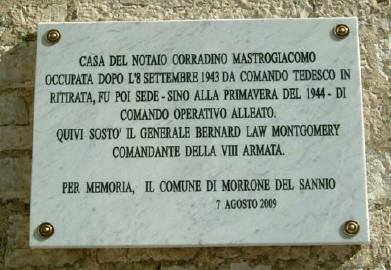 CASA DEL NOTAIO CORRADINO MASTROGIACOMO
OCCUPATA DOPO L'8 SETTEMBRE 1943 DA COMANDO TEDESCO IN
RITIRATA, FU POI SEDE - SINO ALLA PRIMAVERA DEL 1944 - DI
COMANDO OPERATIVO ALLEATO.
QUIVI SOSTO' IL GENERALE BERNARD LAW MONTGOMERY
COMANDANTE DELLA VIII ARMATA.
PER MEMORIA, IL COMUNE DI MORRONE DEL SANNIO
7 AGOSTO 2009